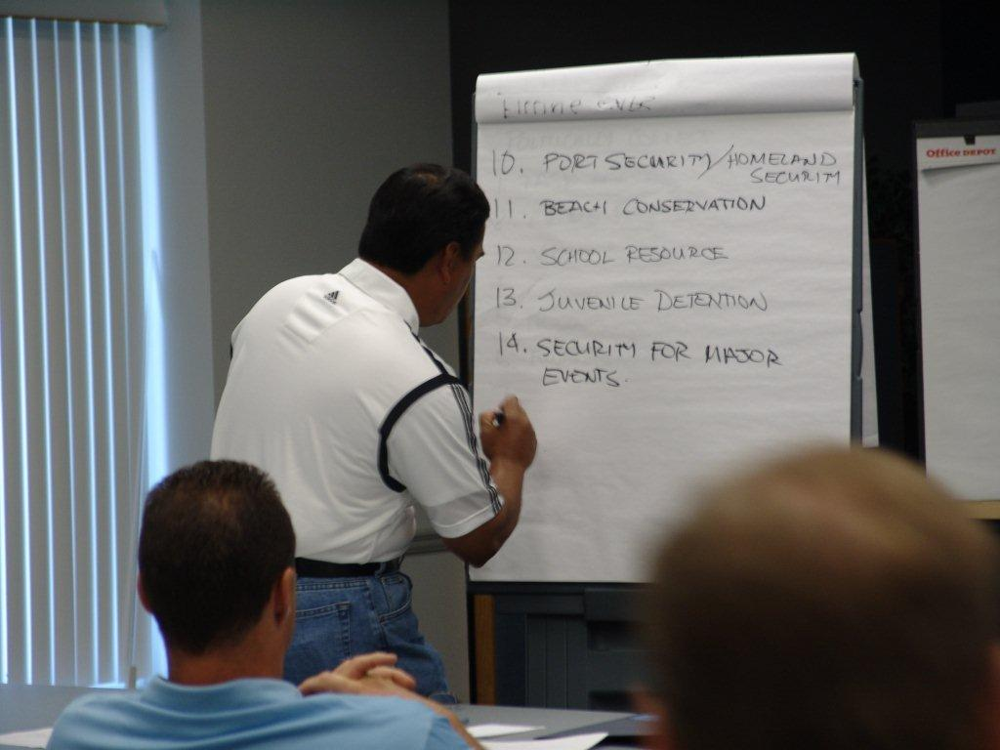 10. PORT SECURITY/HOMELAND
SECURITY
11. BEACH CONSERVATION
12. SCHOOL RESOURCE
13. JUVENILE DETENTION
14. SECURITY FOR MAJOR
EVENTS.
Office DEPOT